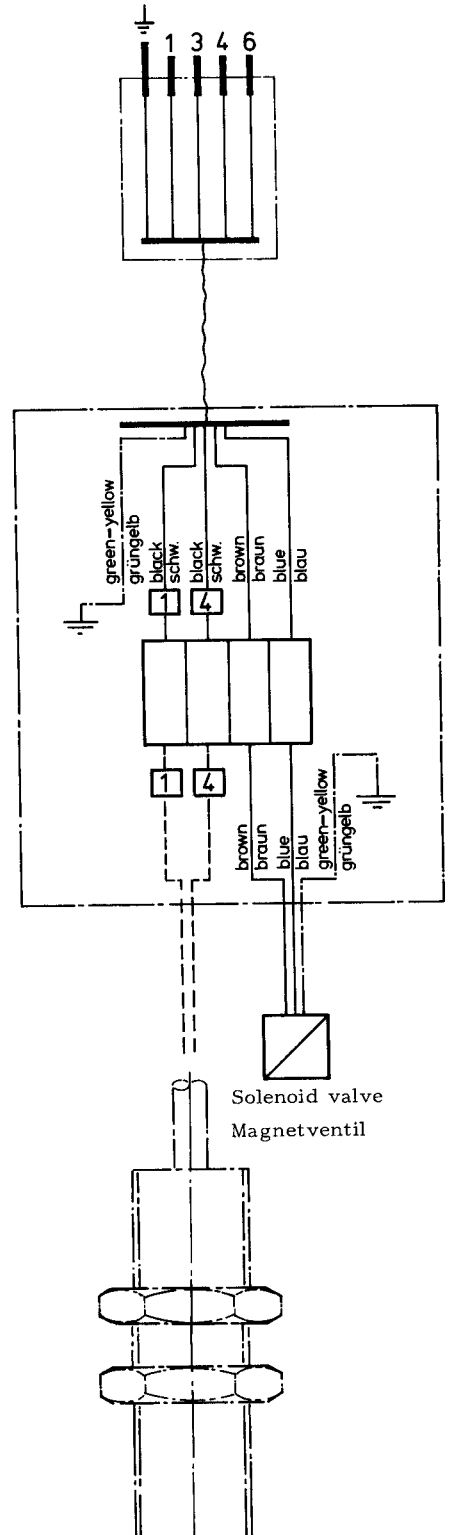 1 3 4 6
green-yellow
grüngelb
black
schw.
black
schw.
brown
braun
blue
blau
1 4
1 4
brown
braun
blue
blau
green-yellow
grüngelb
Solenoid valve
Magnetventil